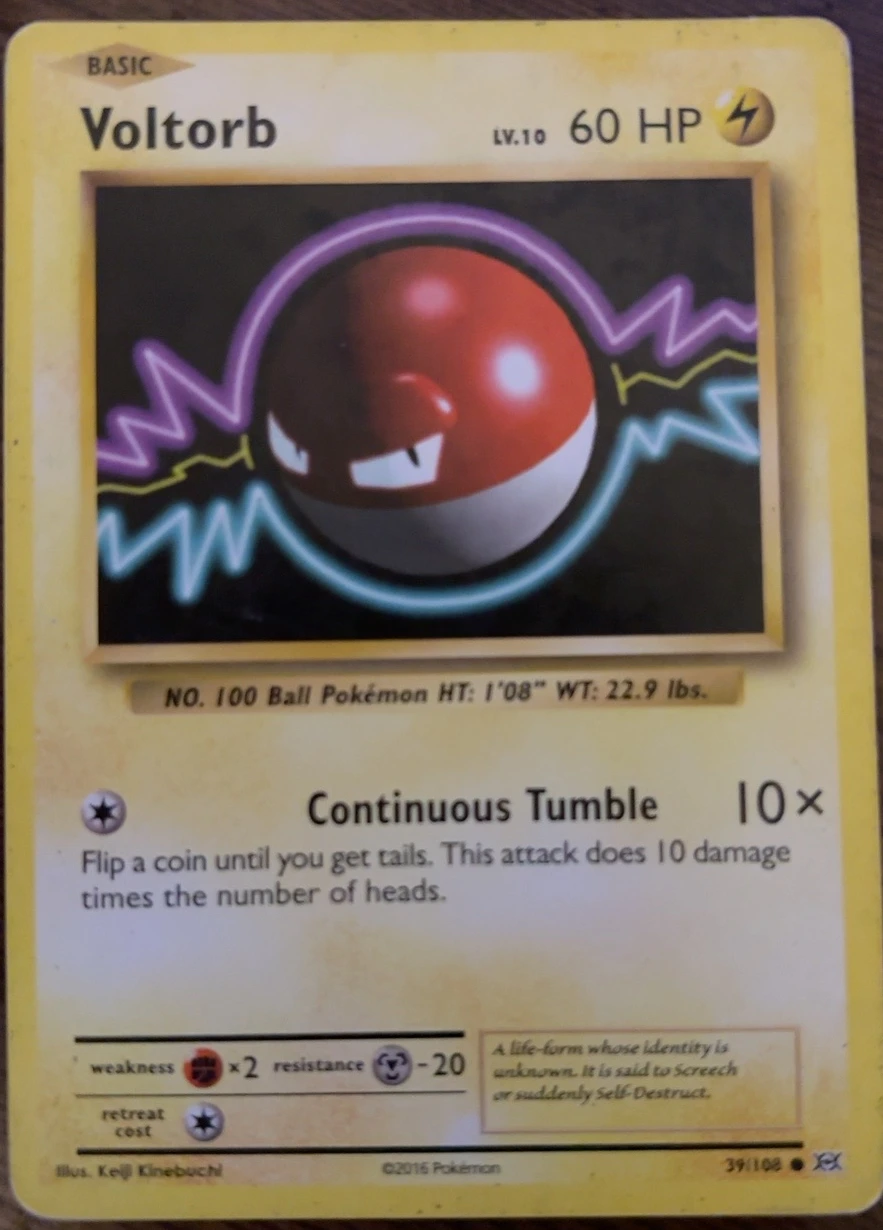 BASIC
Voltorb LV.10 60 HP
NO. 100 Ball Pokémon HT: 1'08" WT: 22.9 lbs.
Continuous Tumble 10×
Flip a coin until you get tails. This attack does 10 damage
times the number of heads.
weakness ×2 resistance -20
retreat
cost
A life-form whose identity is
unknown. It is said to Screech
or suddenly Self-Destruct.
Illus. Keiji Kinebuchi ©2016 Pokémon 39/108